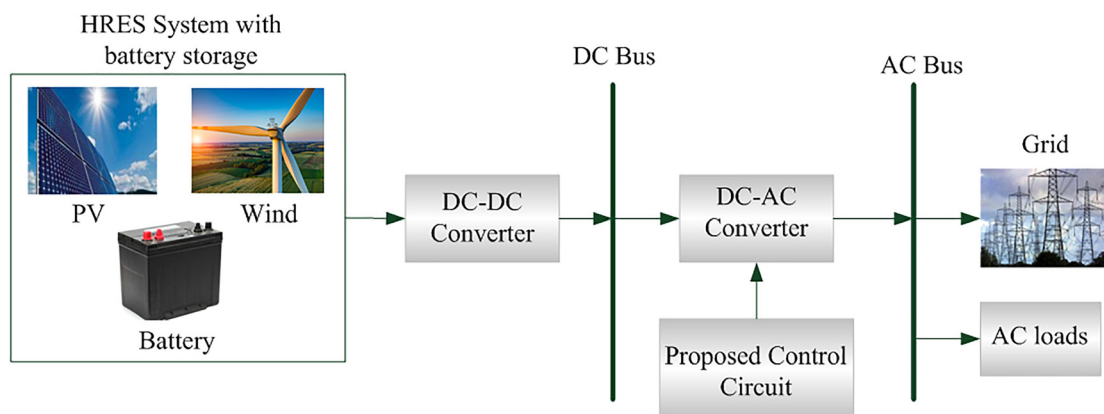 HRES System with
battery storage
PV
Wind
Battery
DC-DC
Converter
DC Bus
DC-AC
Converter
Proposed Control
Circuit
AC Bus
Grid
AC loads